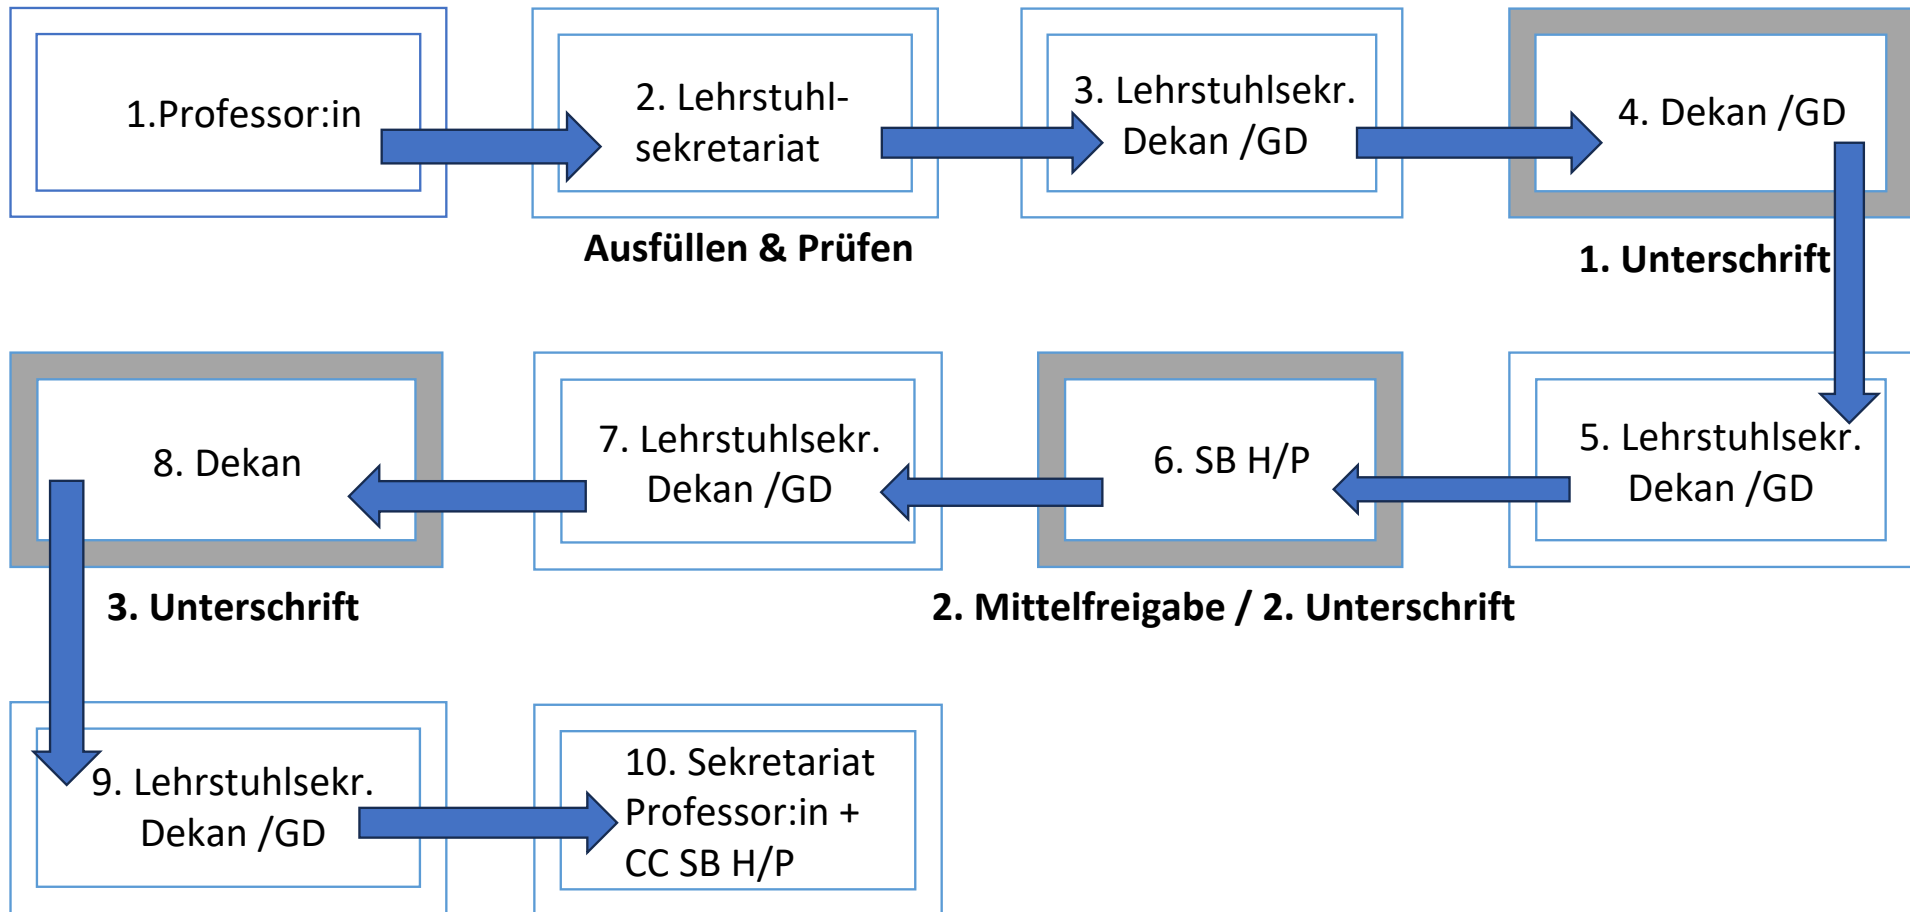 1.Professor:in
2. Lehrstuhl-
sekretariat
3. Lehrstuhlsekr.
Dekan /GD
4. Dekan /GD
Ausfüllen & Prüfen
1. Unterschrift
8. Dekan
7. Lehrstuhlsekr.
Dekan /GD
6. SB H/P
5. Lehrstuhlsekr.
Dekan /GD
3. Unterschrift
2. Mittelfreigabe / 2. Unterschrift
9. Lehrstuhlsekr.
Dekan /GD
10. Sekretariat
Professor:in +
CC SB H/P